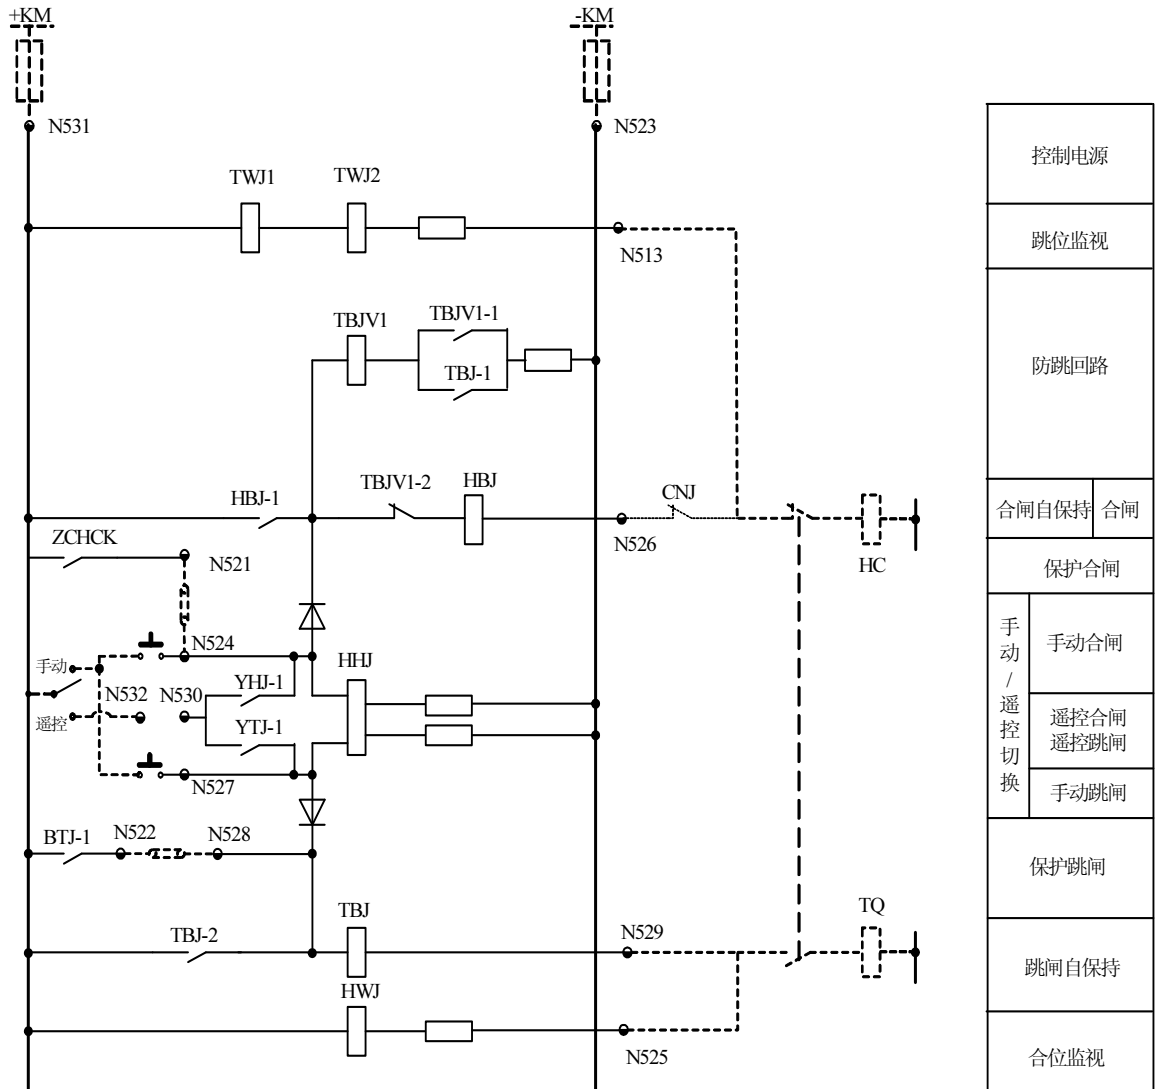 +KM
-KM
N531
N523
控制电源
TWJ1
TWJ2
跳位监视
N513
TBJV1
TBJV1-1
TBJ-1
防跳回路
HBJ-1
TBJV1-2
HBJ
CNJ
N526
HC
合闸自保持
合闸
ZCHCK
N521
保护合闸
N524
手动
HHJ
手动合闸
N532
N530
YHJ-1
遥控
YTJ-1
遥控合闸
遥控跳闸
手动/遥控切换
N527
手动跳闸
BTJ-1
N522
N528
保护跳闸
TBJ-2
TBJ
N529
TQ
跳闸自保持
HWJ
N525
合位监视